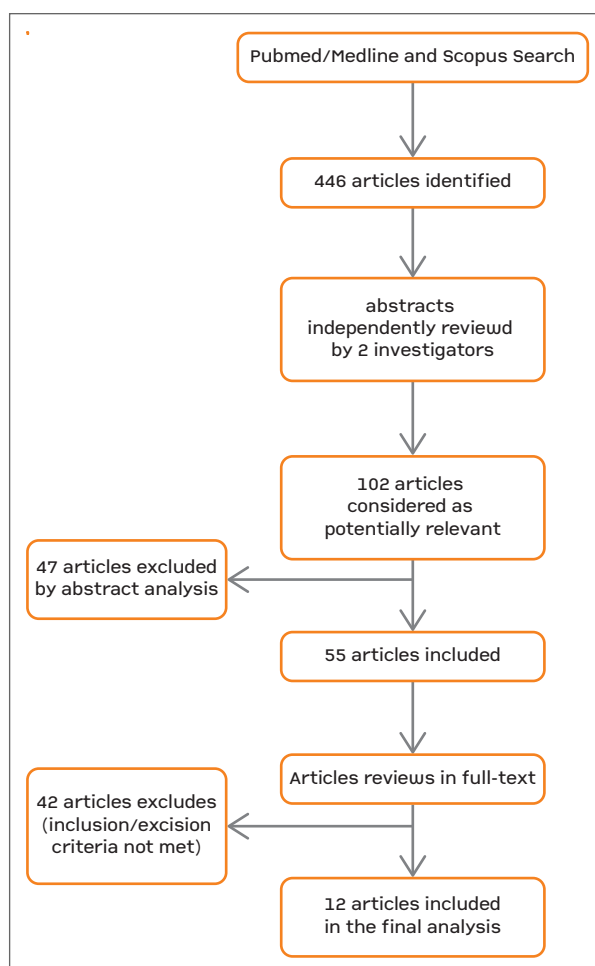 Pubmed/Medline and Scopus Search
446 articles identified
abstracts
independently reviewd
by 2 investigators
102 articles
considered as
potentially relevant
47 articles excluded
by abstract analysis
55 articles included
Articles reviews in full-text
42 articles excludes
(inclusion/excision
criteria not met)
12 articles included
in the final analysis